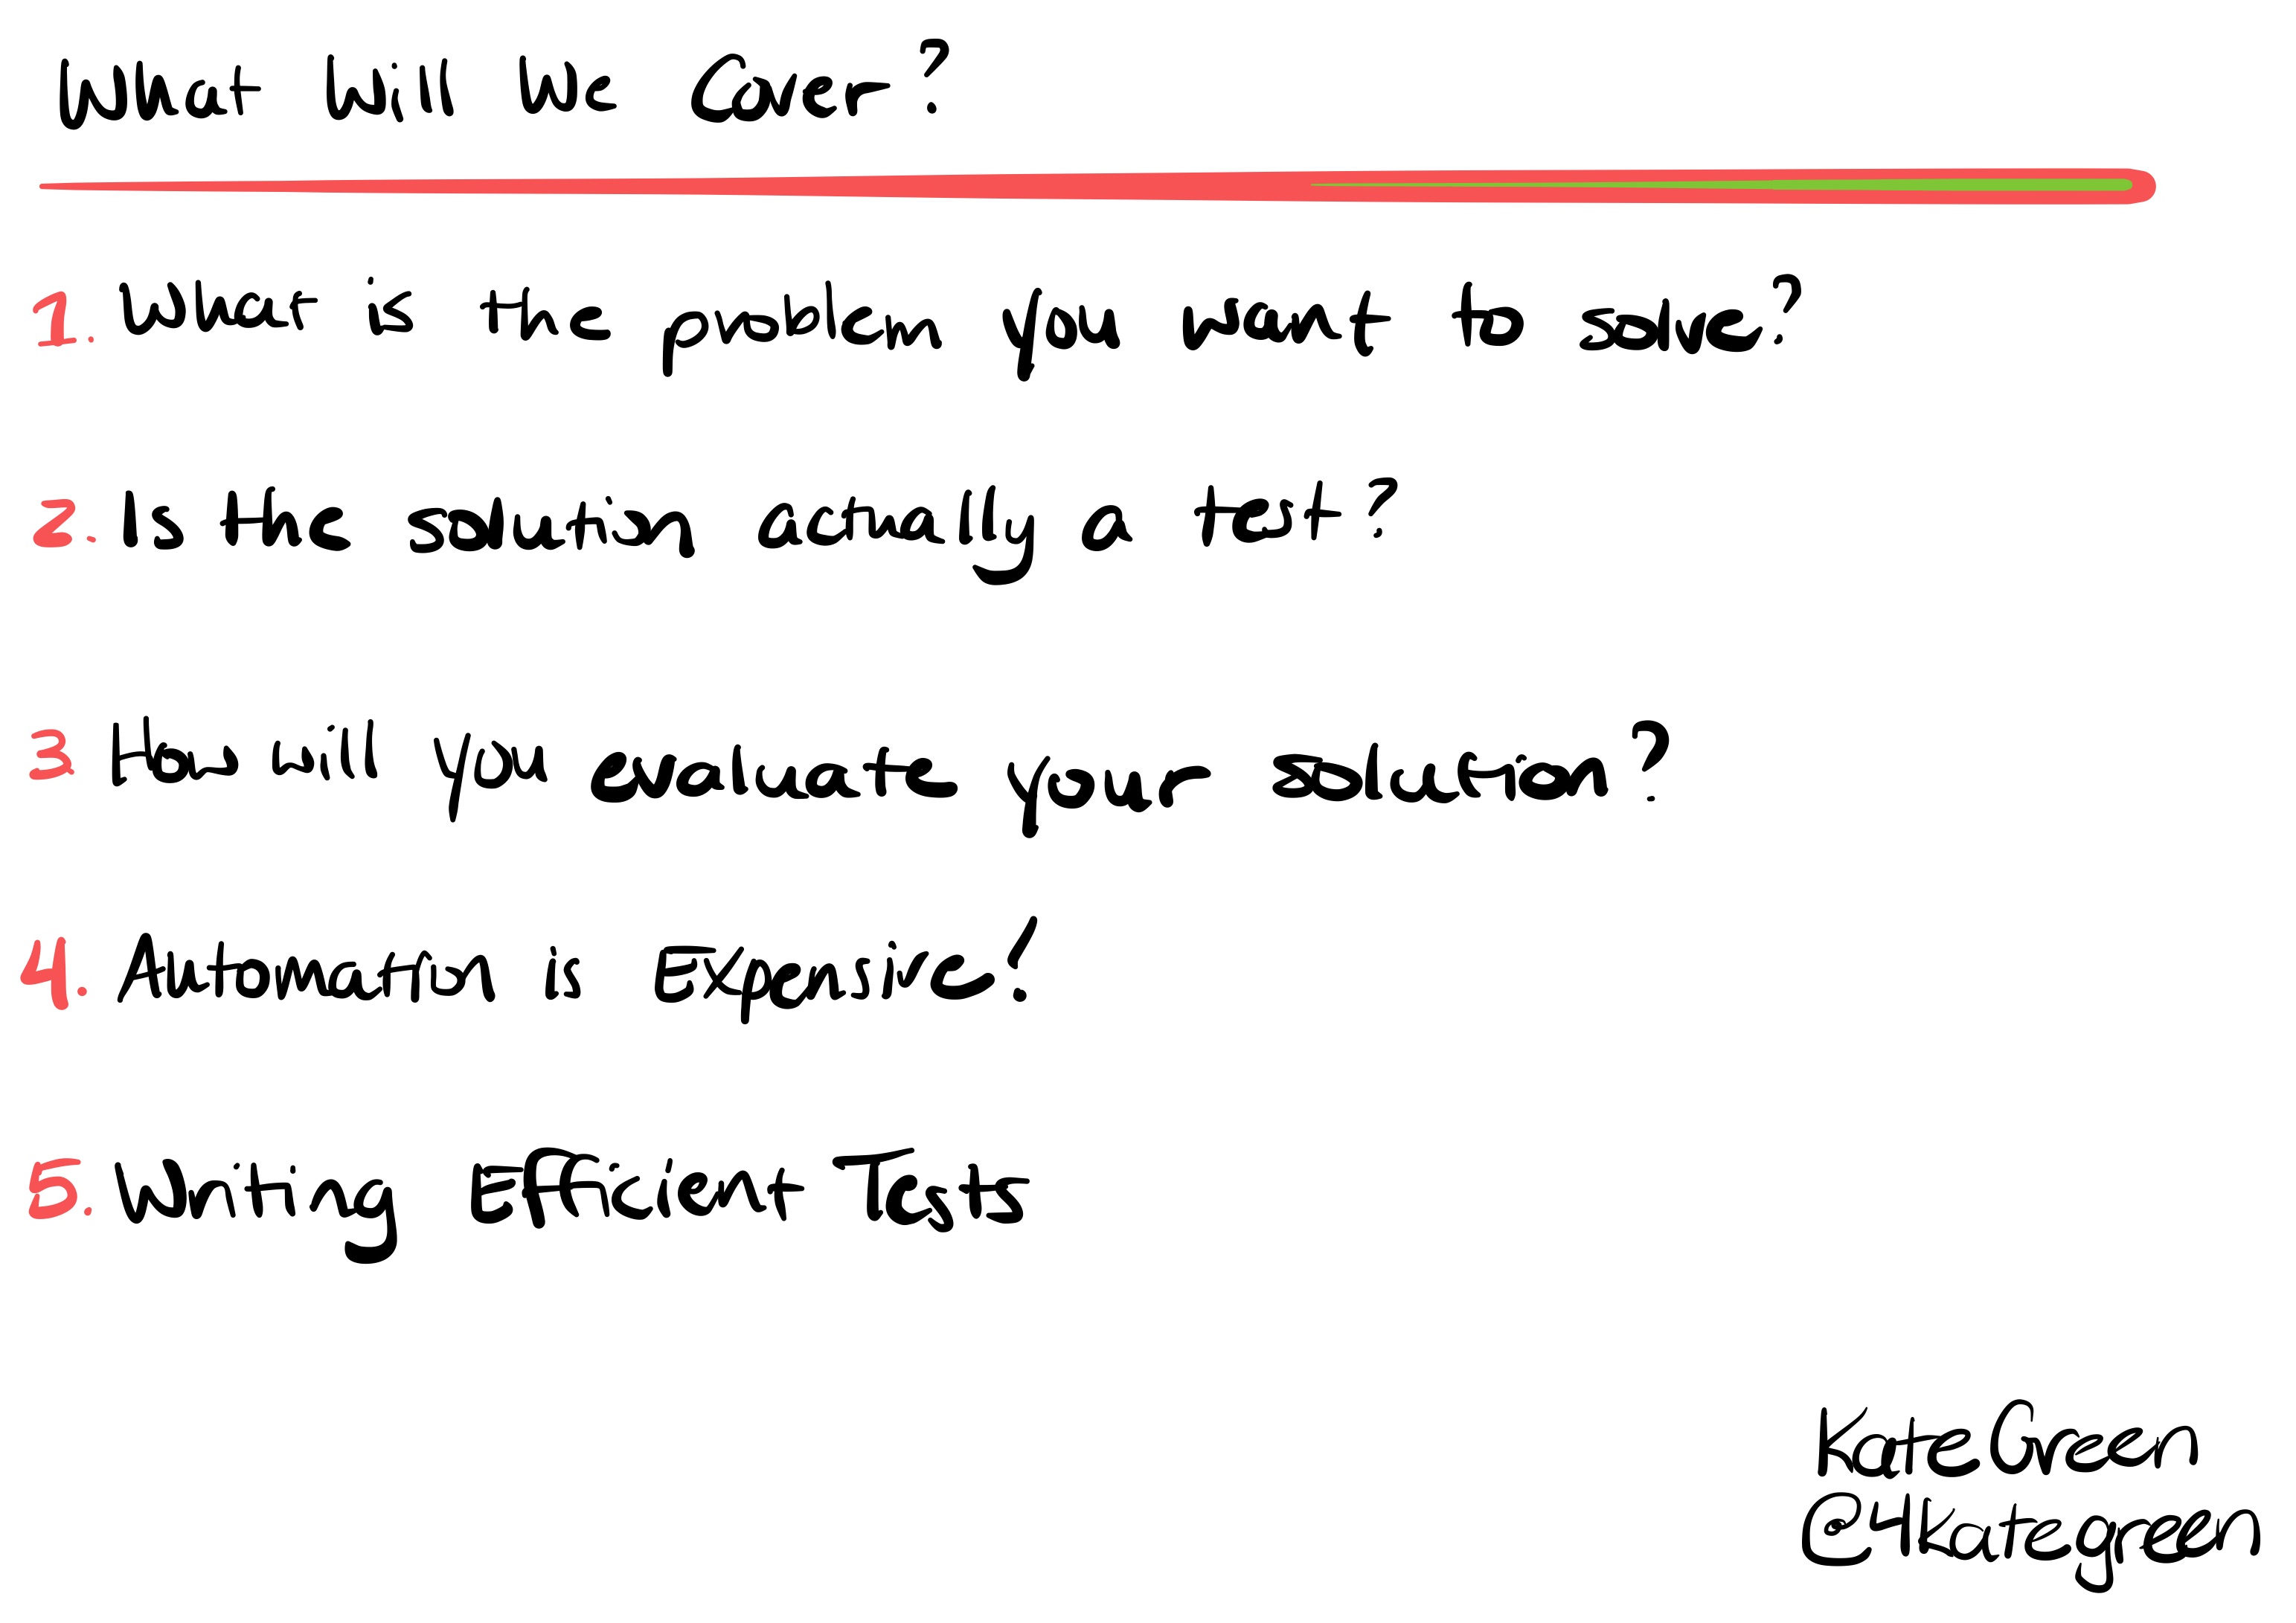 What Will We Cover?
1. What is the problem you want to solve?
2. Is the solution actually a test?
3 How will you evaluate your solution?
4. Automation is Expensive!
5. Writing Efficient Tests
Kate Green
@4Kategreen